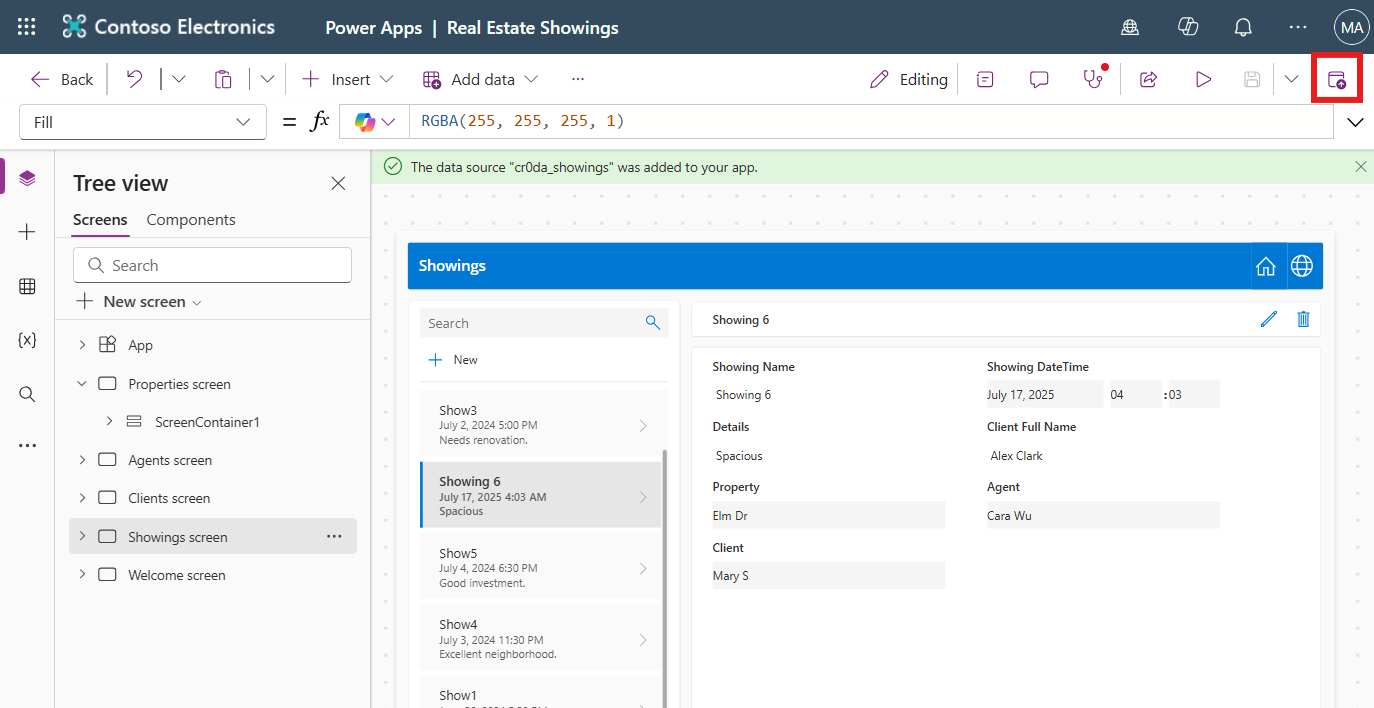 Contoso Electronics
Power Apps | Real Estate Showings
MA
Back
Insert
Add data
Editing
Fill
= fx
RGBA(255, 255, 255, 1)
The data source "cr0da_showings" was added to your app.
Tree view
Screens Components
Search
New screen
App
Properties screen
ScreenContainer1
Agents screen
Clients screen
Showings screen
Welcome screen
{x}
Showings
Search
New
Show3
July 2, 2024 5:00 PM
Needs renovation.
Showing 6
July 17, 2025 4:03 AM
Spacious
Show5
July 4, 2024 6:30 PM
Good investment.
Show4
July 3, 2024 11:30 PM
Excellent neighborhood.
Show1
Showing 6
Showing Name
Showing 6
Showing DateTime
July 17, 2025 04 :03
Details
Spacious
Client Full Name
Alex Clark
Property
Elm Dr
Agent
Cara Wu
Client
Mary S